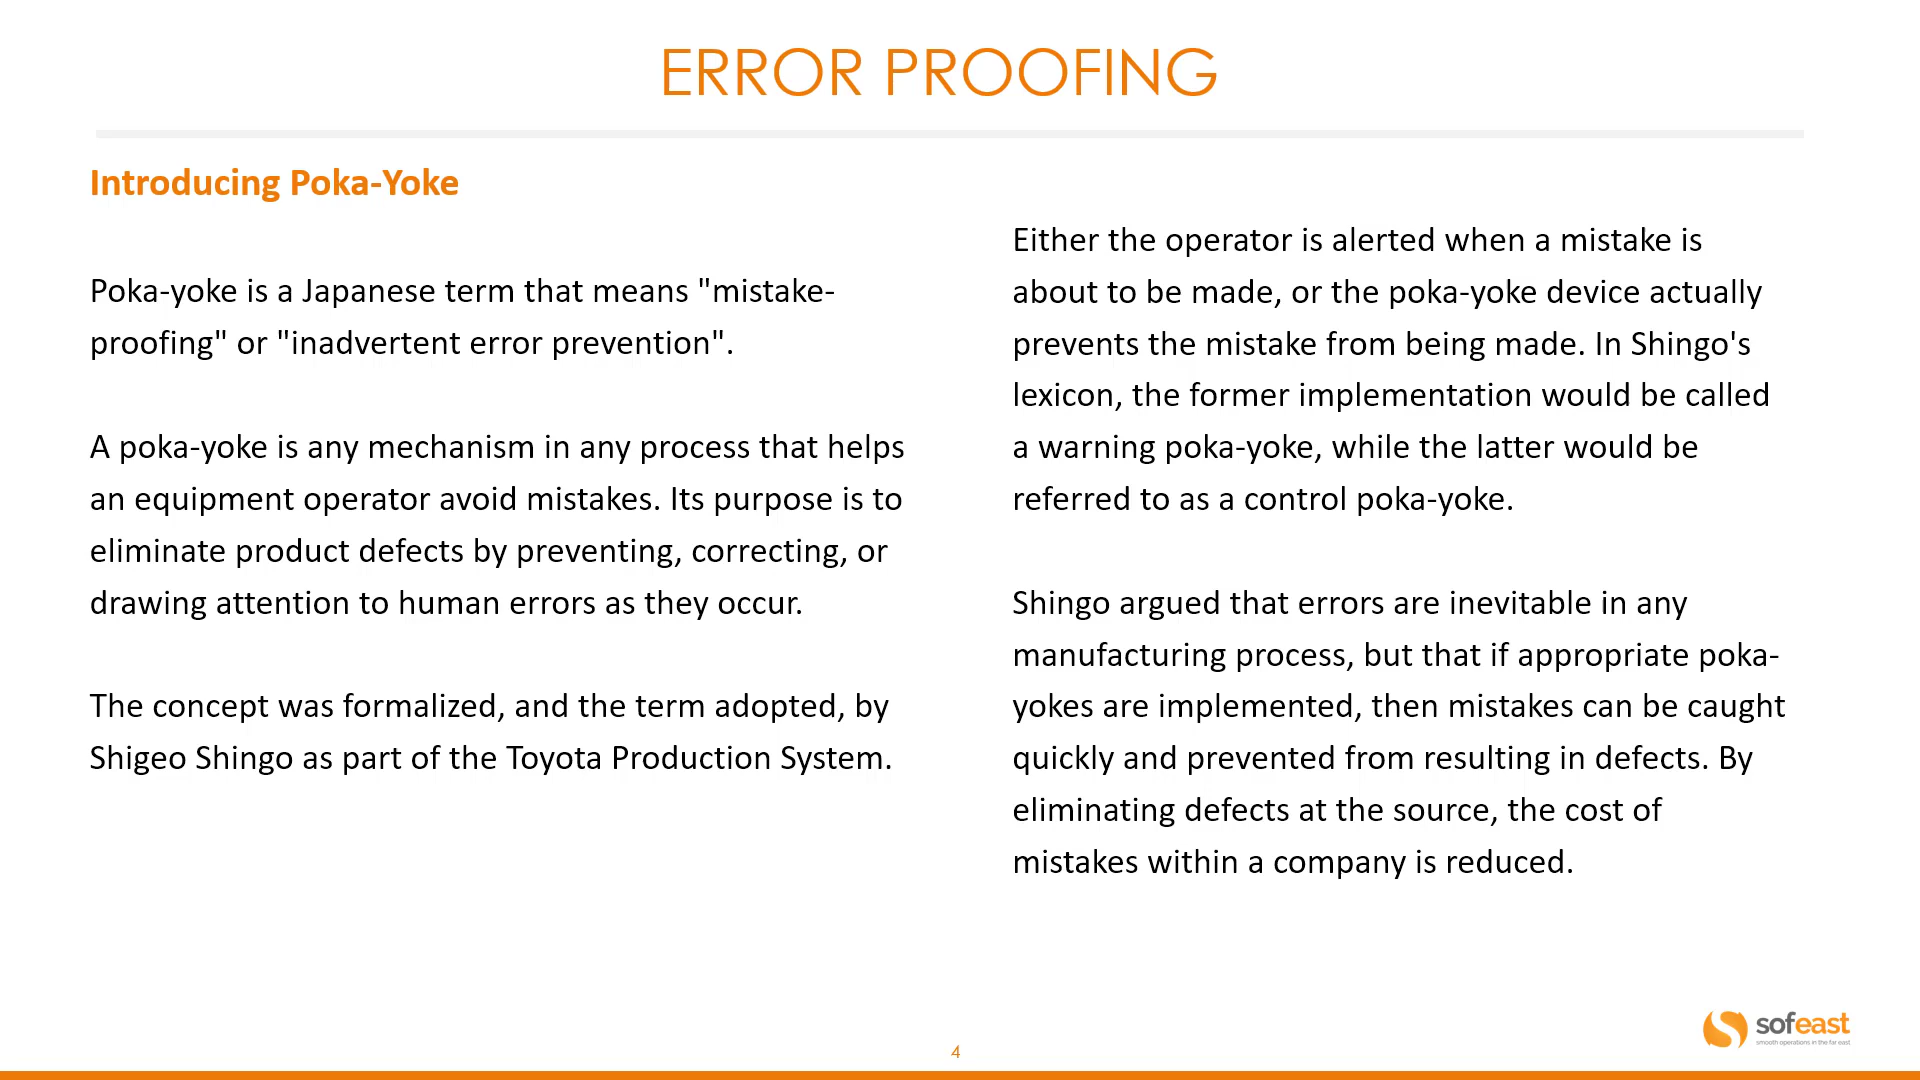 ERROR PROOFING
Introducing Poka-Yoke
Poka-yoke is a Japanese term that means "mistake-
proofing" or "inadvertent error prevention".
A poka-yoke is any mechanism in any process that helps
an equipment operator avoid mistakes. Its purpose is to
eliminate product defects by preventing, correcting, or
drawing attention to human errors as they occur.
The concept was formalized, and the term adopted, by
Shigeo Shingo as part of the Toyota Production System.
Either the operator is alerted when a mistake is
about to be made, or the poka-yoke device actually
prevents the mistake from being made. In Shingo's
lexicon, the former implementation would be called
a warning poka-yoke, while the latter would be
referred to as a control poka-yoke.
Shingo argued that errors are inevitable in any
manufacturing process, but that if appropriate poka-
yokes are implemented, then mistakes can be caught
quickly and prevented from resulting in defects. By
eliminating defects at the source, the cost of
mistakes within a company is reduced.
sofeast
smooth operations in the far east
4